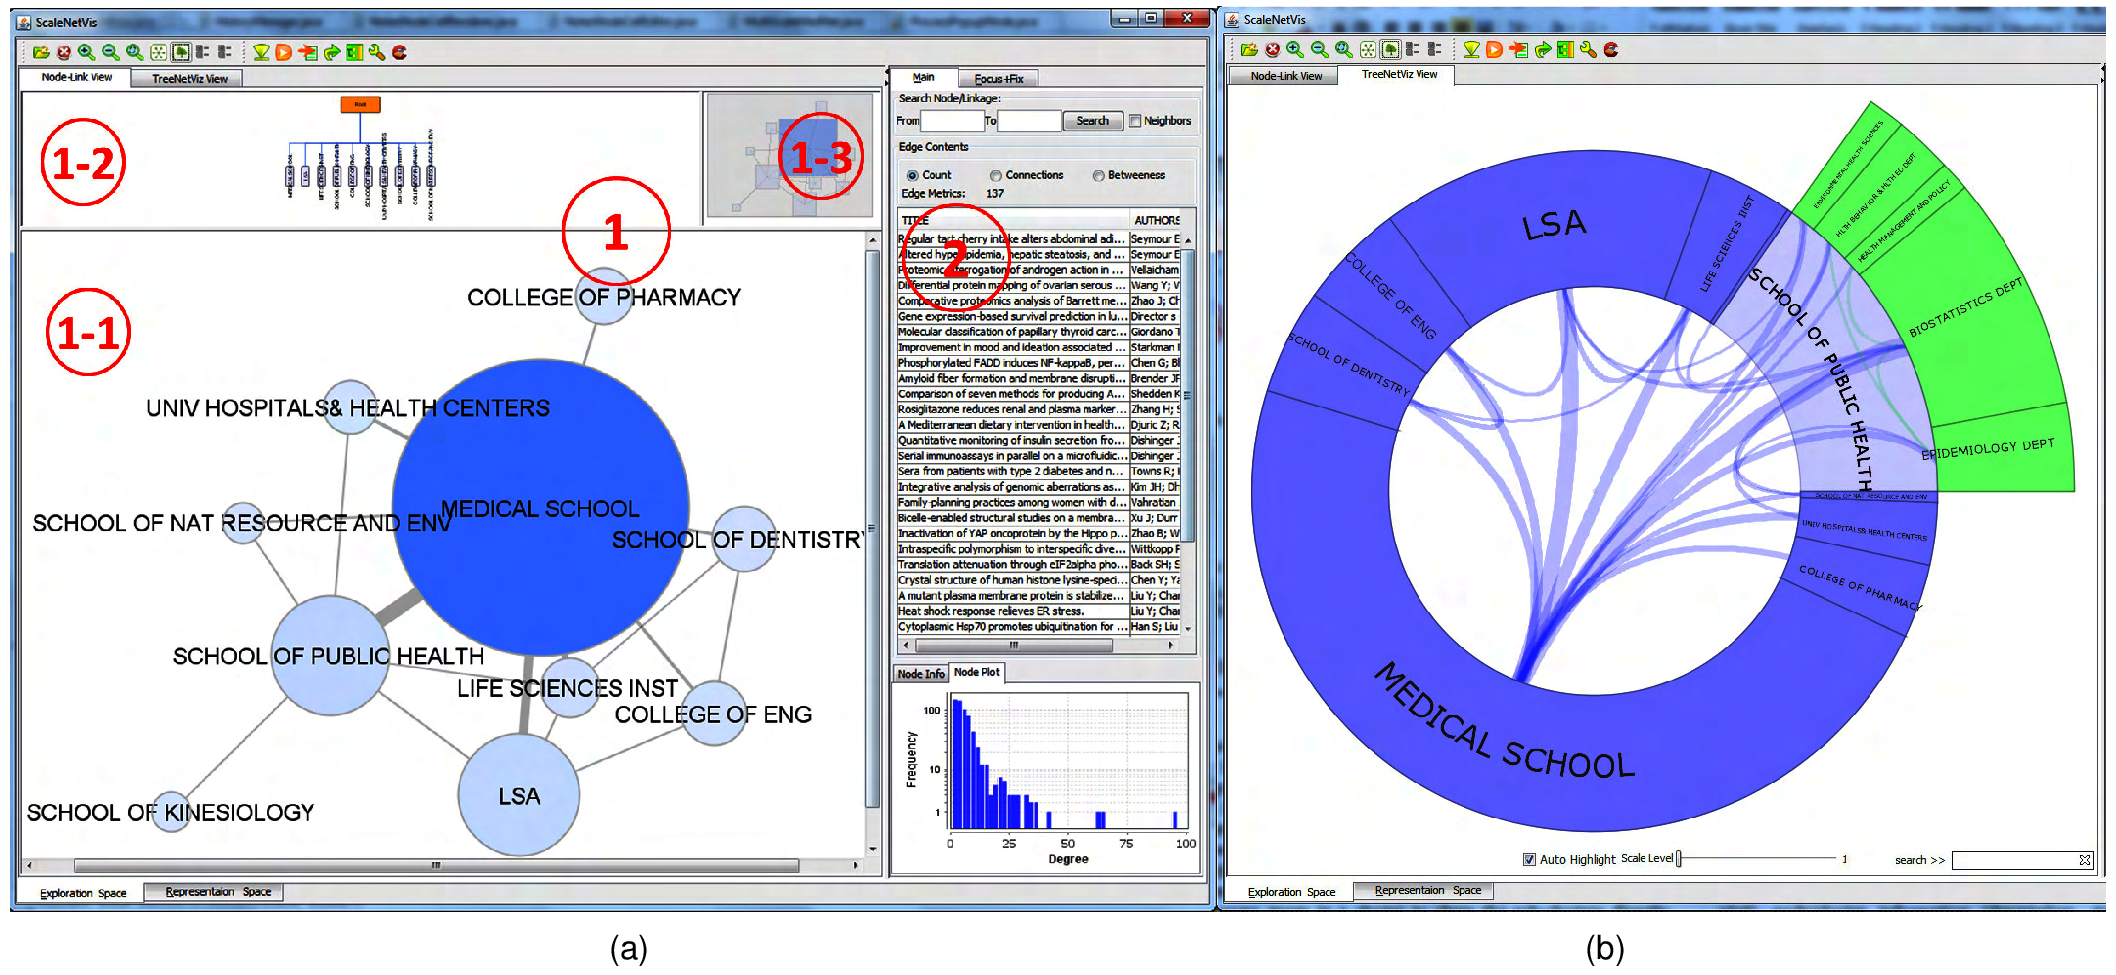 ScaleNetVis
Node-Link View
TreeNetViz View
Root
LSA
1-2
1-3
1
1-1
COLLEGE OF PHARMACY
UNIV HOSPITALS& HEALTH CENTERS
MEDICAL SCHOOL
SCHOOL OF NAT RESOURCE AND ENV
SCHOOL OF DENTISTR
SCHOOL OF PUBLIC HEALTH
LIFE SCIENCES INST
COLLEGE OF ENG
LSA
SCHOOL OF KINESIOLOGY
Exploration Space
Representaion Space
Main
Focus+Fix
Search Node/Linkage:
From
To
Search
Neighbors
Edge Contents
Count
Connections
Betweeness
Edge Metrics: 137
2
TITLE AUTHORS
Regular tart cherry intake alters abdominal adi... Seymour E
Altered hyperlipidemia, hepatic steatosis, and ... Seymour E
Proteomic interrogation of androgen action in ... Vellaicham
Differential protein mapping of ovarian serous ... Wang Y; V
Comparative proteomics analysis of Barrett me... Zhao J; Ch
Gene expression-based survival prediction in lu... Director s
Molecular classification of papillary thyroid carc... Giordano T
Improvement in mood and ideation associated ... Starkman
Phosphorylated FADD induces NF-kappaB, per... Chen G; Bl
Amyloid fiber formation and membrane disrupti... Brender JF
Comparison of seven methods for producing A... Shedden K
Rosiglitazone reduces renal and plasma marker... Zhang H; S
A Mediterranean dietary intervention in health... Djuric Z; R
Quantitative monitoring of insulin secretion fro... Dishinger
Serial immunoassays in parallel on a microfluidic... Dishinger
Sera from patients with type 2 diabetes and n... Towns R;
Integrative analysis of genomic aberrations as... Kim JH; Dh
Family-planning practices among women with d... Vahratian
Bicelle-enabled structural studies on a membra... Xu J; Durr
Inactivation of YAP oncoprotein by the Hippo p... Zhao B; W
Intraspecific polymorphism to interspecific dive... Wittkopp P
Translation attenuation through eIF2alpha pho... Back SH; S
Crystal structure of human histone lysine-speci... Chen Y; Ya
A mutant plasma membrane protein is stabilize... Liu Y; Char
Heat shock response relieves ER stress. Liu Y; Char
Cytoplasmic Hsp70 promotes ubiquitination for ... Han S; Liu
Node Info
Node Plot
Frequency
100
10
1
0 25 50 75 100
Degree
(a)
ScaleNetVis
Node-Link View
TreeNetViz View
ENVIRONMENTAL HEALTH SCIENCES
HLTH BEHAVIOR & HLTH ED DEPT
HEALTH MANAGEMENT AND POLICY
BIOSTATISTICS DEPT
EPIDEMIOLOGY DEPT
LSA
LIFE SCIENCES INST
SCHOOL OF PUBLIC HEALTH
COLLEGE OF ENG
SCHOOL OF DENTISTRY
SCHOOL OF NAT RESOURCE AND ENV
UNIV HOSPITALS& HEALTH CENTERS
COLLEGE OF PHARMACY
MEDICAL SCHOOL
Auto Highlight
Scale Level
1
search >>
Exploration Space
Representaion Space
(b)